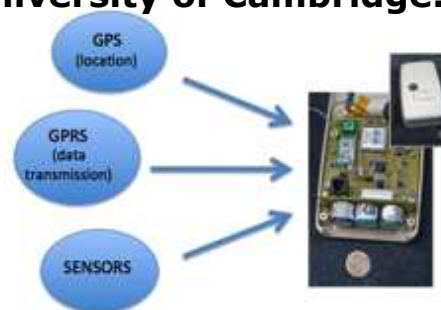 niversity of Cambridge.
GPS
(location)
GPRS
(data
transmission)
SENSORS